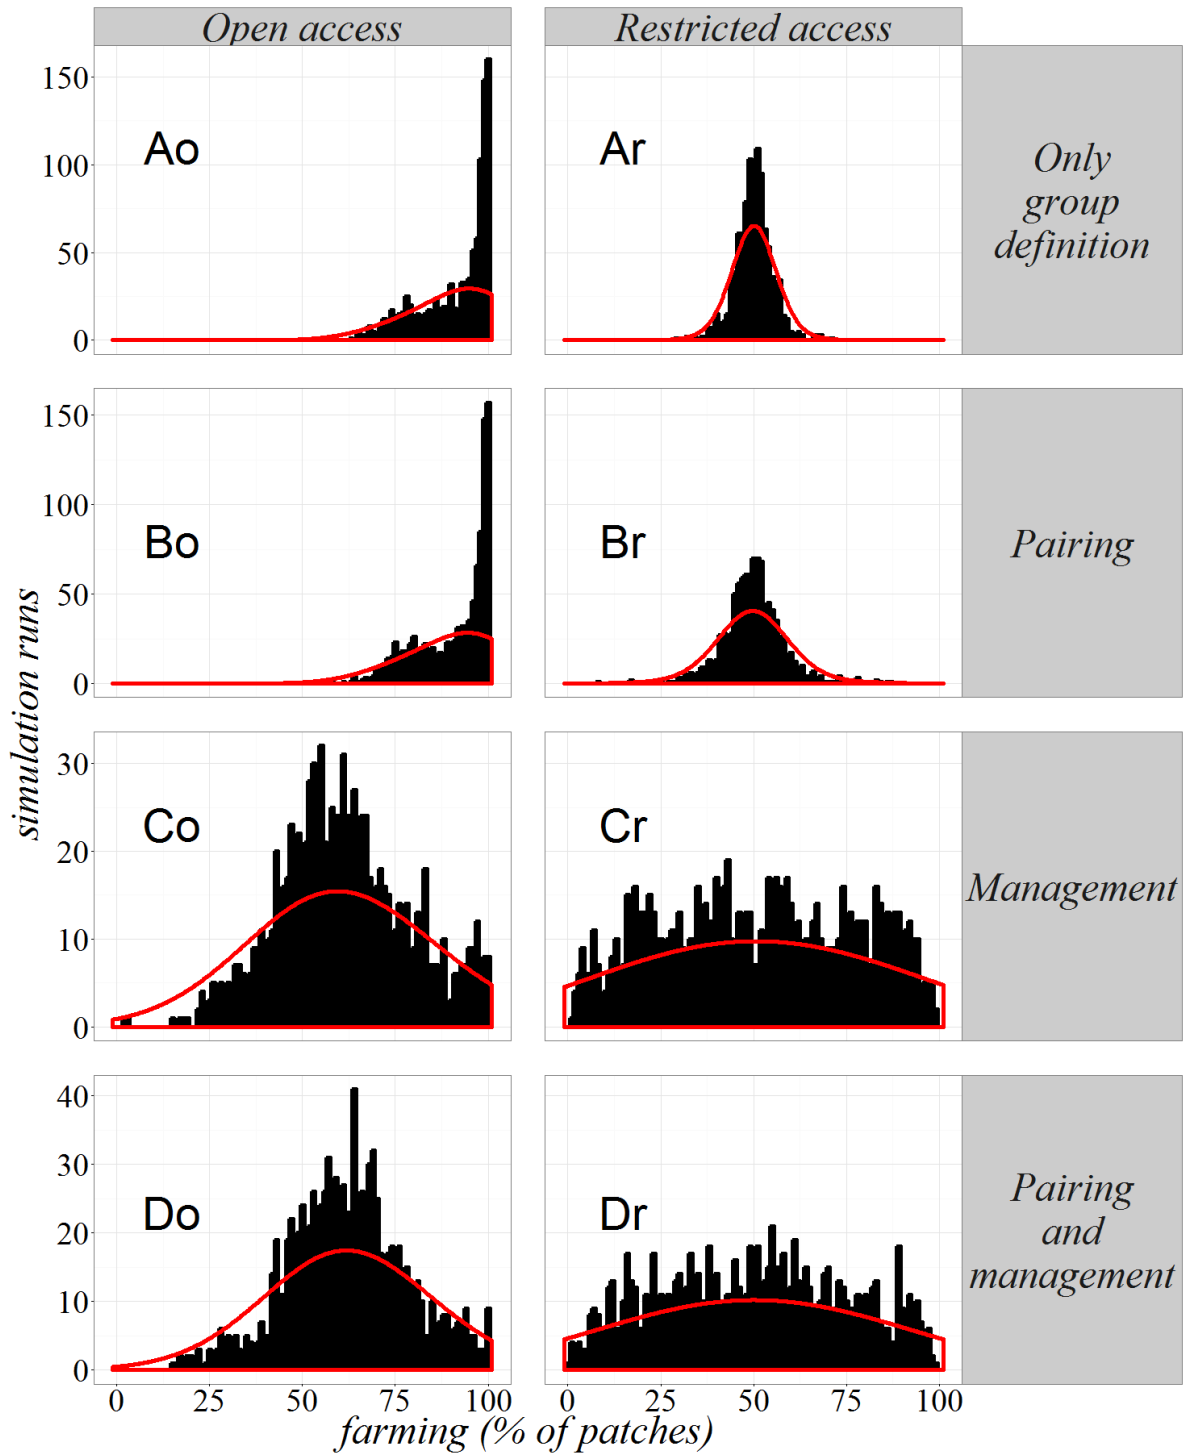 Open access
Restricted access
150
100
50
0
Ao
Ar
Only
group
definition
150
100
50
0
Bo
Br
Pairing
simulation runs
30
20
10
0
Co
Cr
Management
40
30
20
10
0
Do
Dr
Pairing
and
management
0 25 50 75 100
0 25 50 75 100
farming (% of patches)